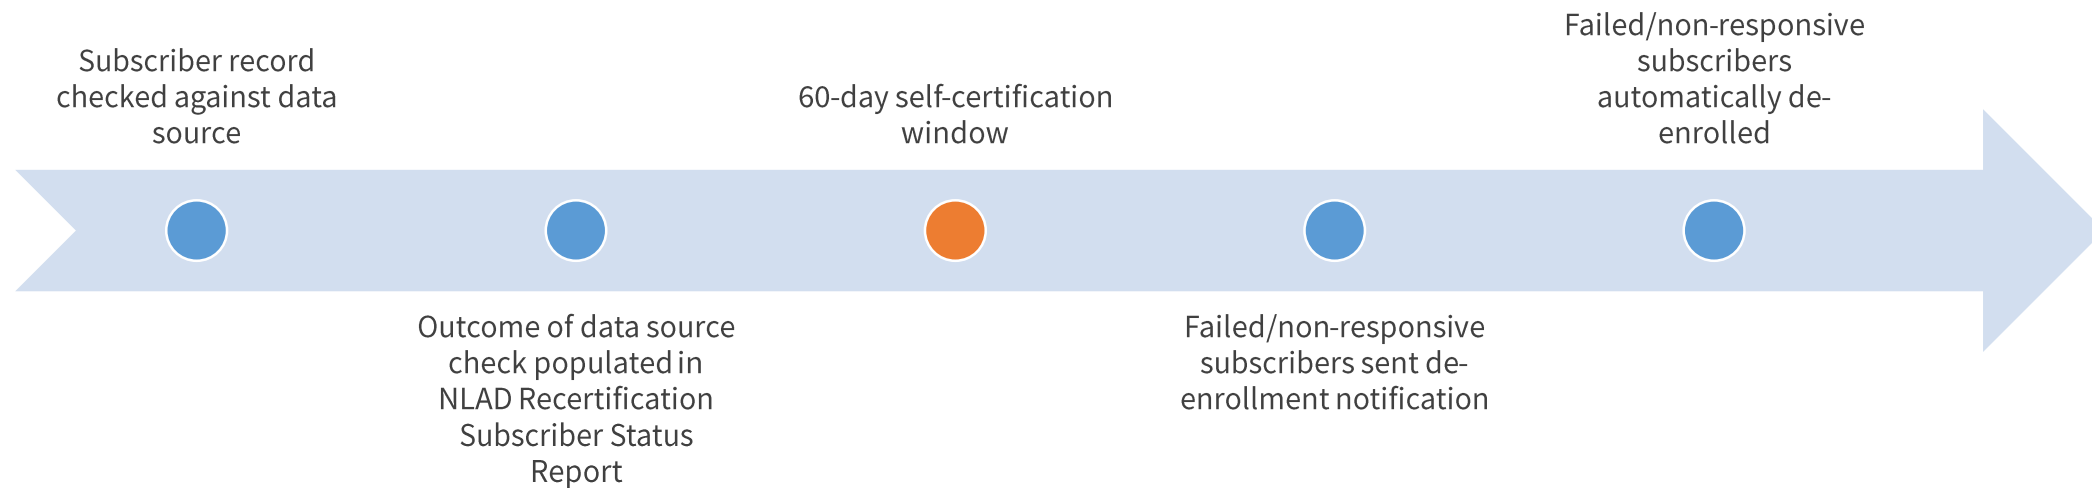 Subscriber record
checked against data
source
Outcome of data source
check populated in
NLAD Recertification
Subscriber Status
Report
60-day self-certification
window
Failed/non-responsive
subscribers sent de-
enrollment notification
Failed/non-responsive
subscribers
automatically de-
enrolled